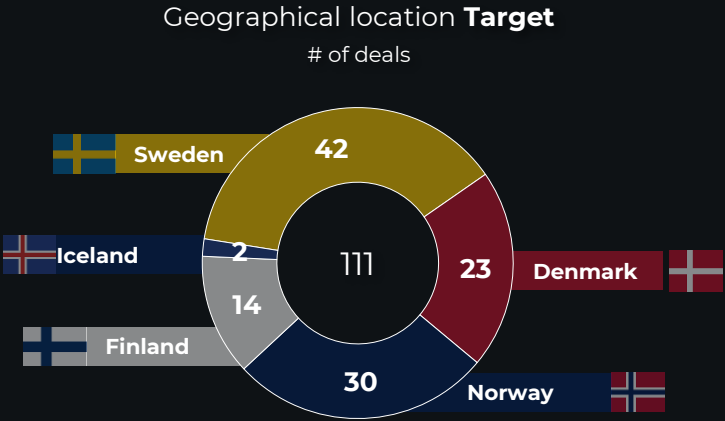 Geographical location Target
# of deals
Sweden
42
Iceland
2
111
23
Denmark
14
Finland
30
Norway